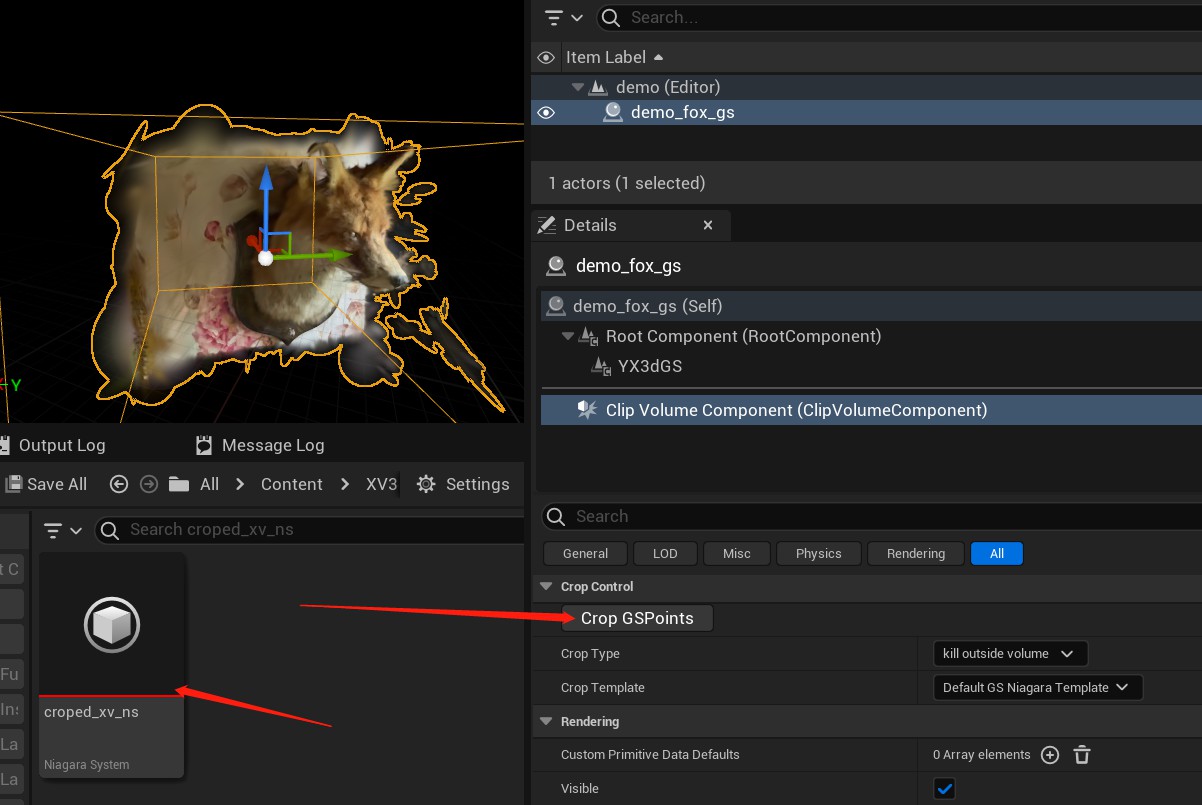 Search...
Item Label
demo (Editor)
demo_fox_gs
1 actors (1 selected)
Details
demo_fox_gs
demo_fox_gs (Self)
Root Component (RootComponent)
YX3dGS
Clip Volume Component (ClipVolumeComponent)
Search
General LOD Misc Physics Rendering All
Crop Control
Crop GSPoints
Crop Type kill outside volume
Crop Template Default GS Niagara Template
Rendering
Custom Primitive Data Defaults 0 Array elements
Visible
Y
Output Log Message Log
Save All All Content XV3 Settings
Search croped_xv_ns
t C
Fu
Ins
La
La
croped_xv_ns
Niagara System